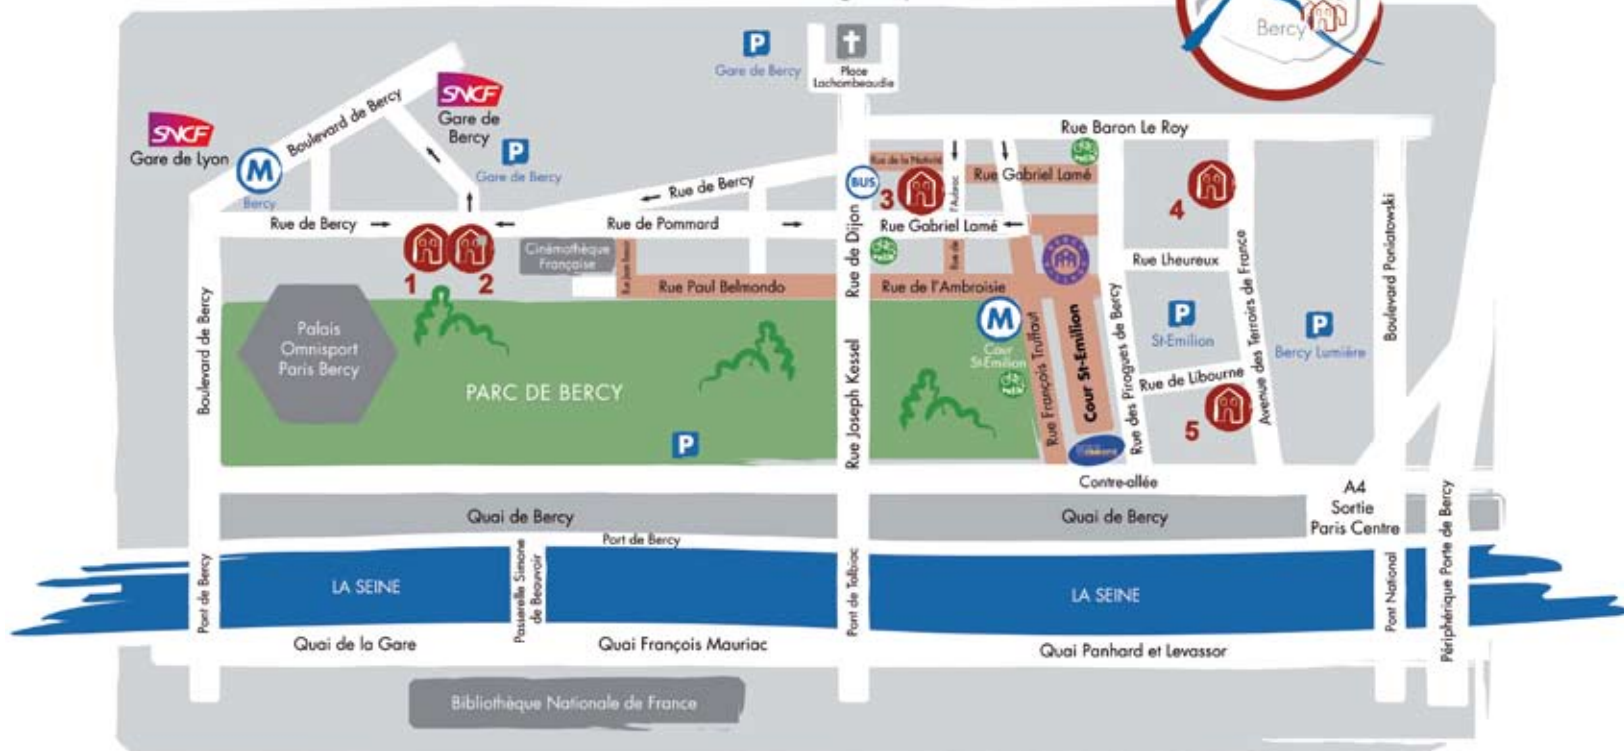 Bercy
P
Gare de Bercy
Place
Lachambeaudie
SNCF
Gare de
Bercy
SNCF
Gare de Lyon
M
Bercy
Boulevard de Bercy
P
Gare de Bercy
Rue Baron Le Roy
Rue de la Nativité
BUS
3
Rue Gabriel Lamé
4
Rue de Bercy
Rue de Bercy
Rue de Pommard
Rue de Dijon
Rue Gabriel Lamé
1
2
Cinémathèque
Française
Rue Paul Belmondo
Rue de l'Ambroisie
Rue Lheureux
Boulevard Poniatowski
Avenue des Terroirs de France
Boulevard de Bercy
Palais
Omnisport
Paris Bercy
PARC DE BERCY
P
Rue Joseph Kessel
M
Cour
St-Emilion
Rue François Truffaut
Cour St-Emilion
Rue des Pirogues de Bercy
P
St-Emilion
P
Bercy Lumière
Rue de Libourne
5
Contre-allée
A4
Sortie
Paris Centre
Quai de Bercy
Quai de Bercy
Port de Bercy
Pont de Bercy
LA SEINE
Passerelle Simone
de Beauvoir
Pont de Tolbiac
LA SEINE
Pont National
Périphérique Porte de Bercy
Quai de la Gare
Quai François Mauriac
Quai Panhard et Levassor
Bibliothèque Nationale de France